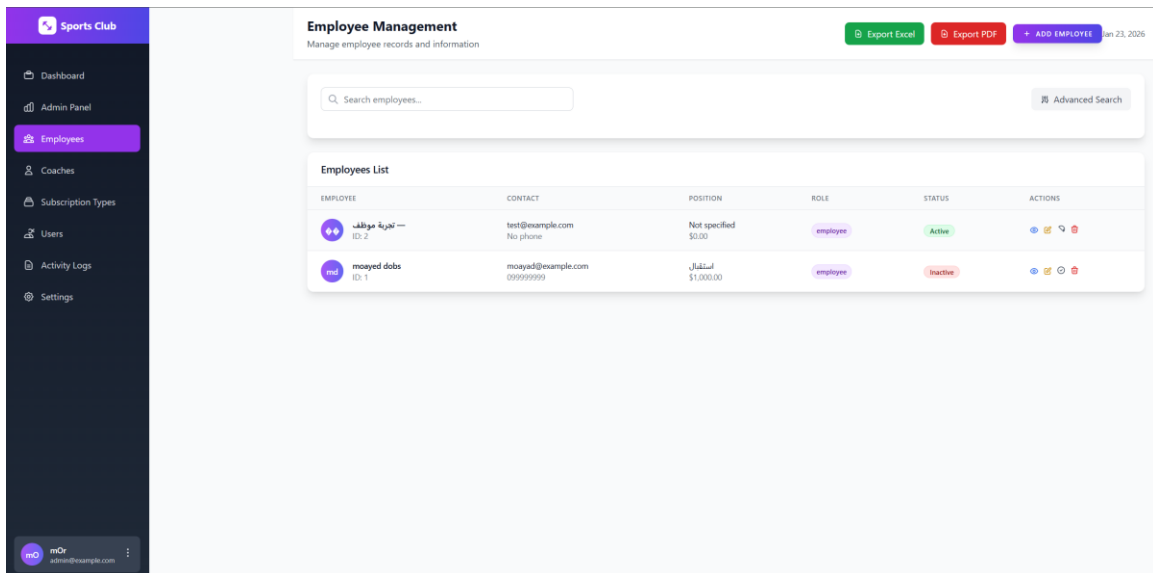 Sports Club
Dashboard
Admin Panel
Employees
Coaches
Subscription Types
Users
Activity Logs
Settings
mO
mOr
admin@example.com
Employee Management
Manage employee records and information
Export Excel
Export PDF
+ ADD EMPLOYEE
Jan 23, 2026
Search employees...
Advanced Search
Employees List
EMPLOYEE CONTACT POSITION ROLE STATUS ACTIONS
تجربة موظف — test@example.com Not specified employee Active
ID: 2 No phone $0.00
md moayed dobs moayad@example.com استقبال employee Inactive
ID: 1 099999999 $1,000.00